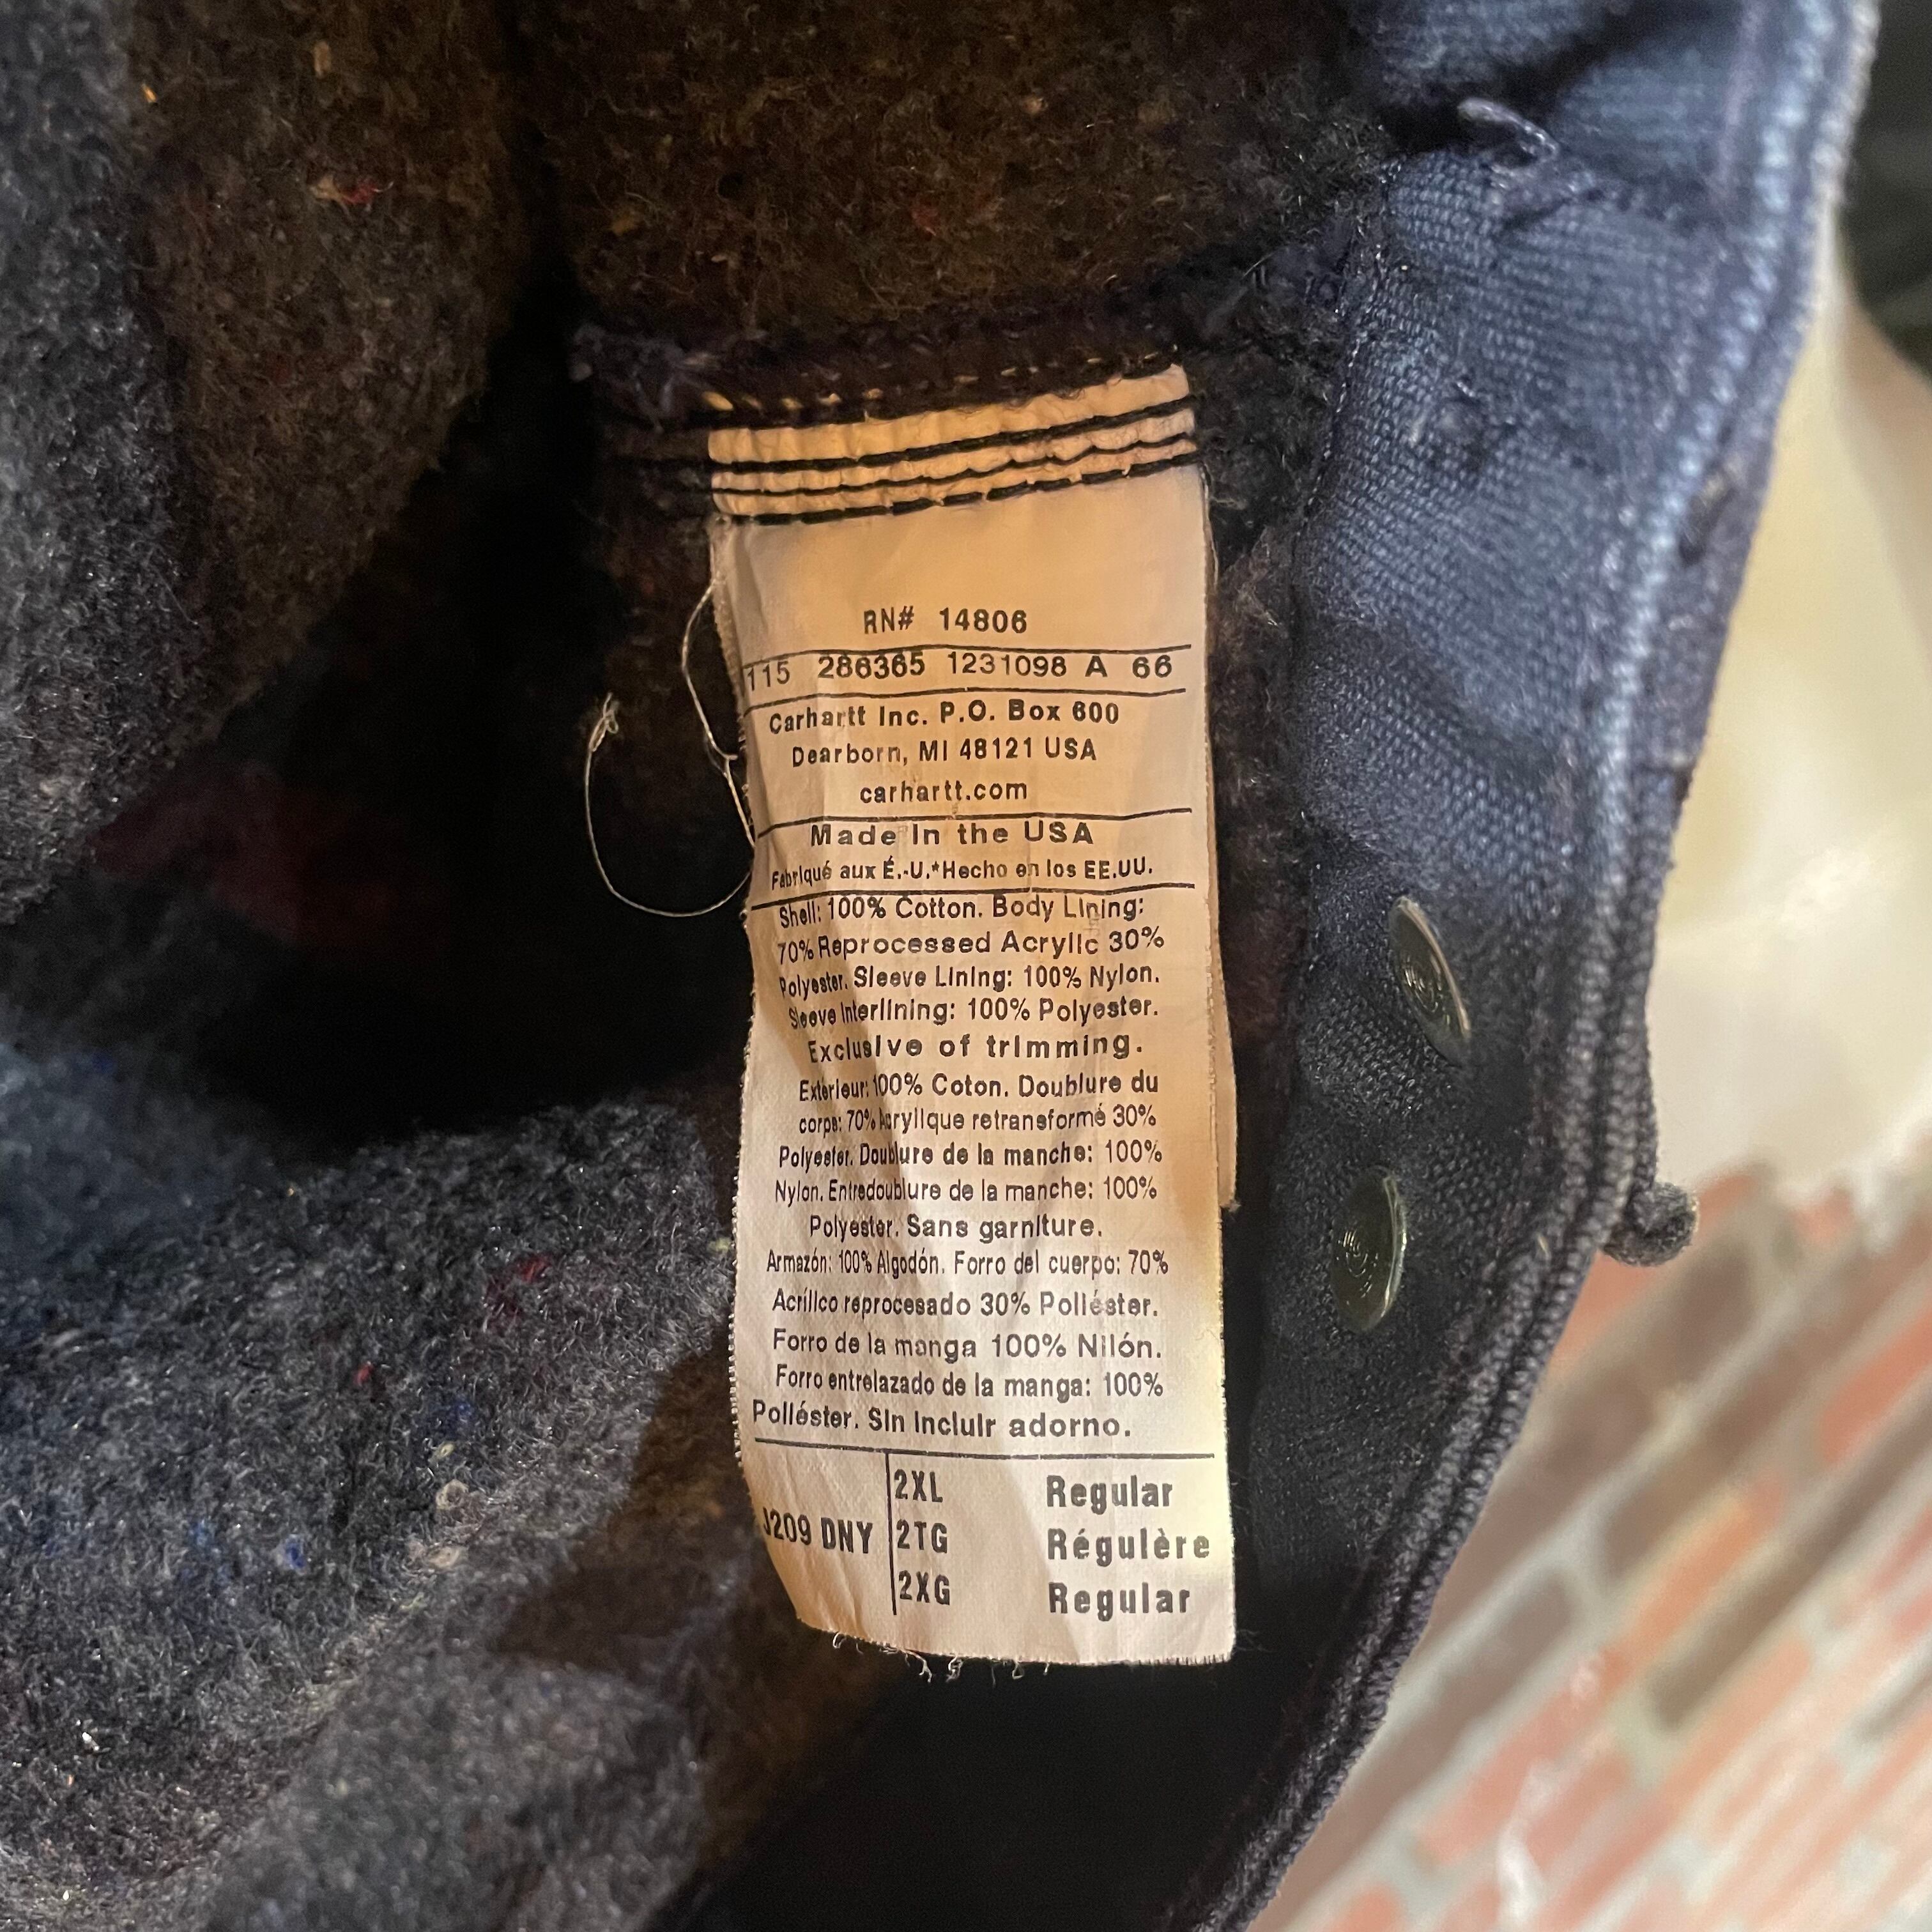 RN# 14806
115 286365 1231098 A 66
Carhartt Inc. P.O. Box 600
Dearborn, MI 48121 USA
carhartt.com
Made in the USA
Fabriqué aux É.-U.*Hecho en los EE.UU.
Shell: 100% Cotton. Body Lining:
70% Reprocessed Acrylic 30%
Polyester. Sleeve Lining: 100% Nylon.
Sleeve Interlining: 100% Polyester.
Exclusive of trimming.
Extérieur: 100% Coton. Doublure du
corps: 70% Acrylique retransformé 30%
Polyester. Doublure de la manche: 100%
Nylon. Entredoublure de la manche: 100%
Polyester. Sans garniture.
Armazón: 100% Algodón. Forro del cuerpo: 70%
Acrílico reprocesado 30% Poliéster.
Forro de la manga 100% Nilón.
Forro entrelazado de la manga: 100%
Poliéster. Sin incluir adorno.
J209 DNY
2XL Regular
2TG Régulère
2XG Regular